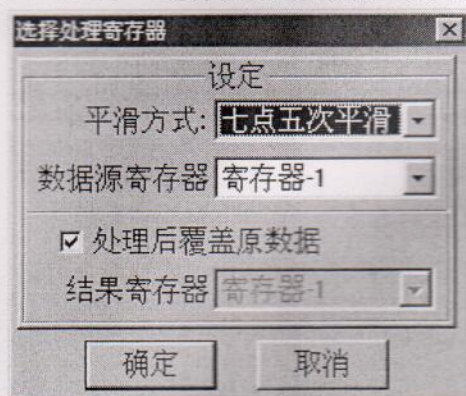 选择处理寄存器
设定
平滑方式: 七点五次平滑
数据源寄存器 寄存器-1
处理后覆盖原数据
结果寄存器 寄存器-1
确定 取消